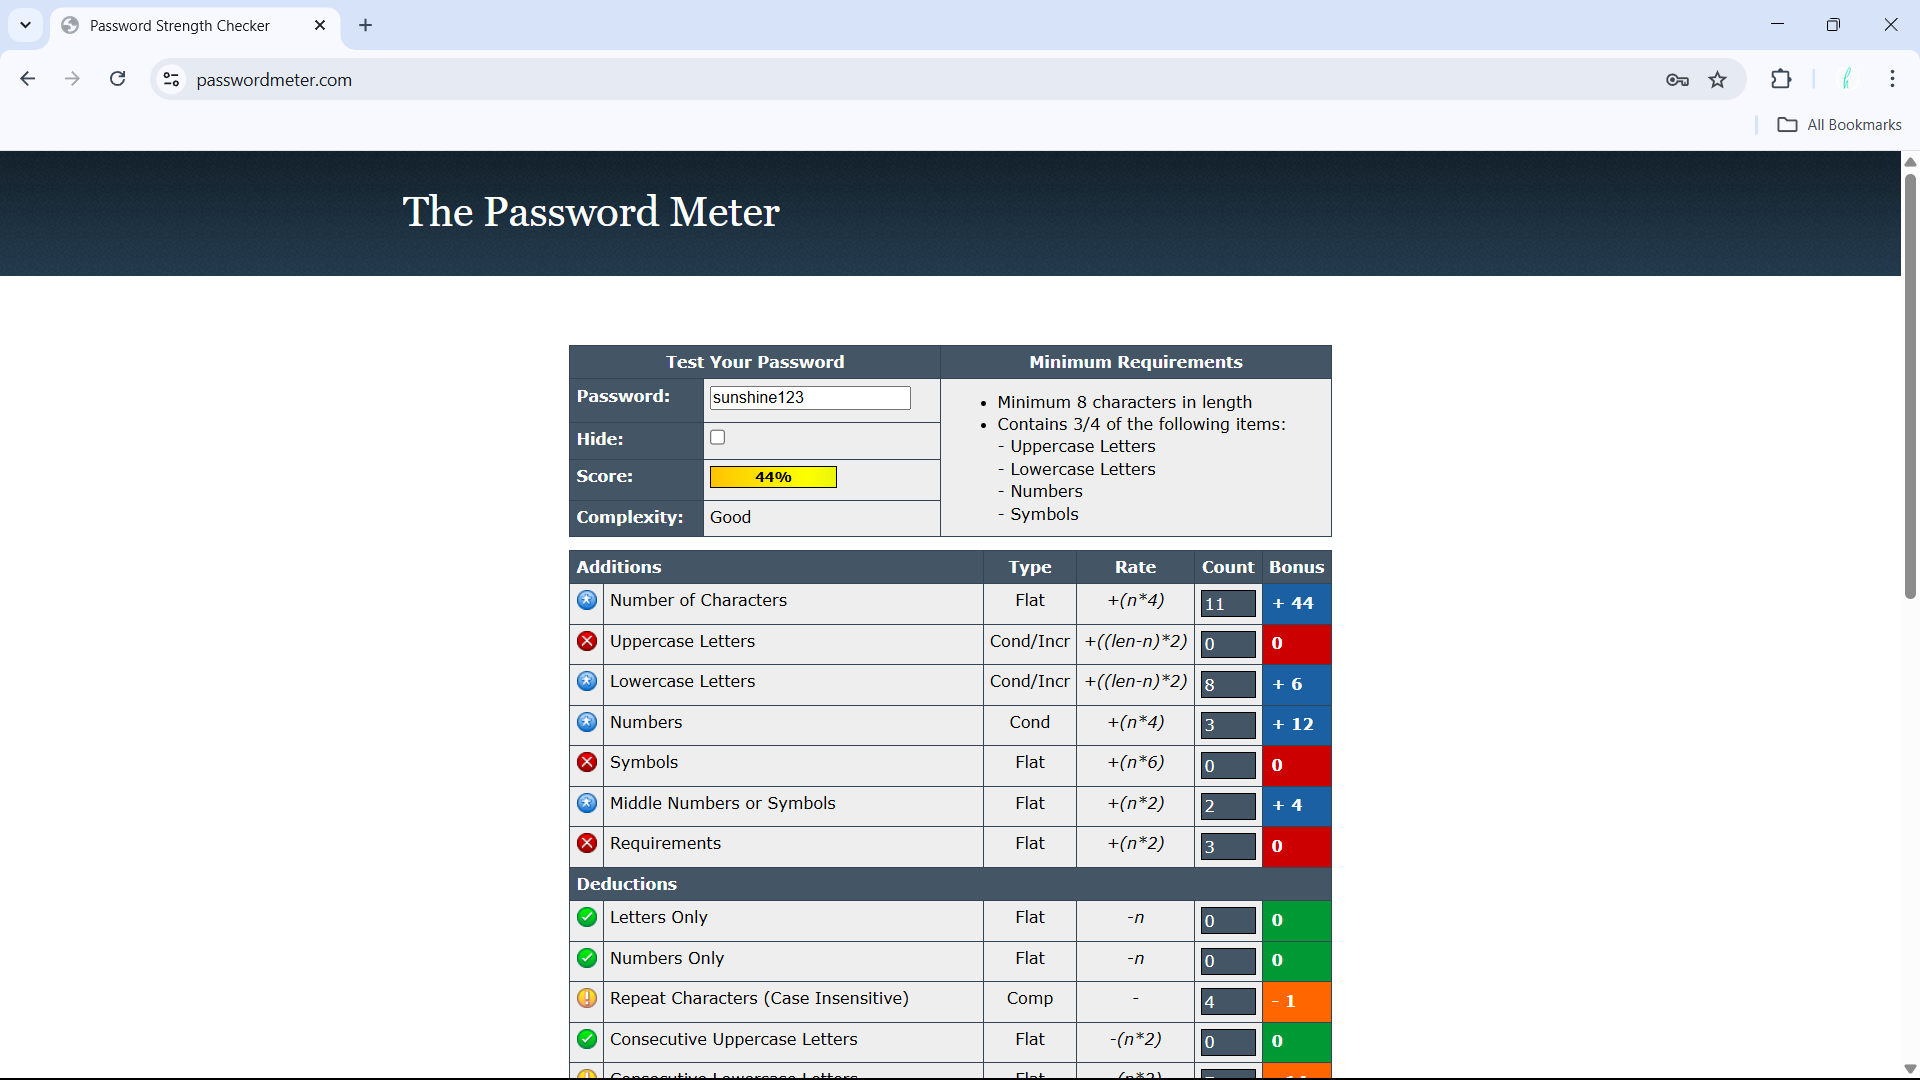 Password Strength Checker
passwordmeter.com
All Bookmarks
The Password Meter
Test Your Password Minimum Requirements
Password: sunshine123
Hide:
Score: 44%
Complexity: Good
• Minimum 8 characters in length
• Contains 3/4 of the following items:
- Uppercase Letters
- Lowercase Letters
- Numbers
- Symbols
Additions Type Rate Count Bonus
Number of Characters Flat +(n*4) 11 + 44
Uppercase Letters Cond/Incr +((len-n)*2) 0 0
Lowercase Letters Cond/Incr +((len-n)*2) 8 + 6
Numbers Cond +(n*4) 3 + 12
Symbols Flat +(n*6) 0 0
Middle Numbers or Symbols Flat +(n*2) 2 + 4
Requirements Flat +(n*2) 3 0
Deductions
Letters Only Flat -n 0 0
Numbers Only Flat -n 0 0
Repeat Characters (Case Insensitive) Comp - 4 - 1
Consecutive Uppercase Letters Flat -(n*2) 0 0
Consecutive Lowercase Letters Flat -(n*2)